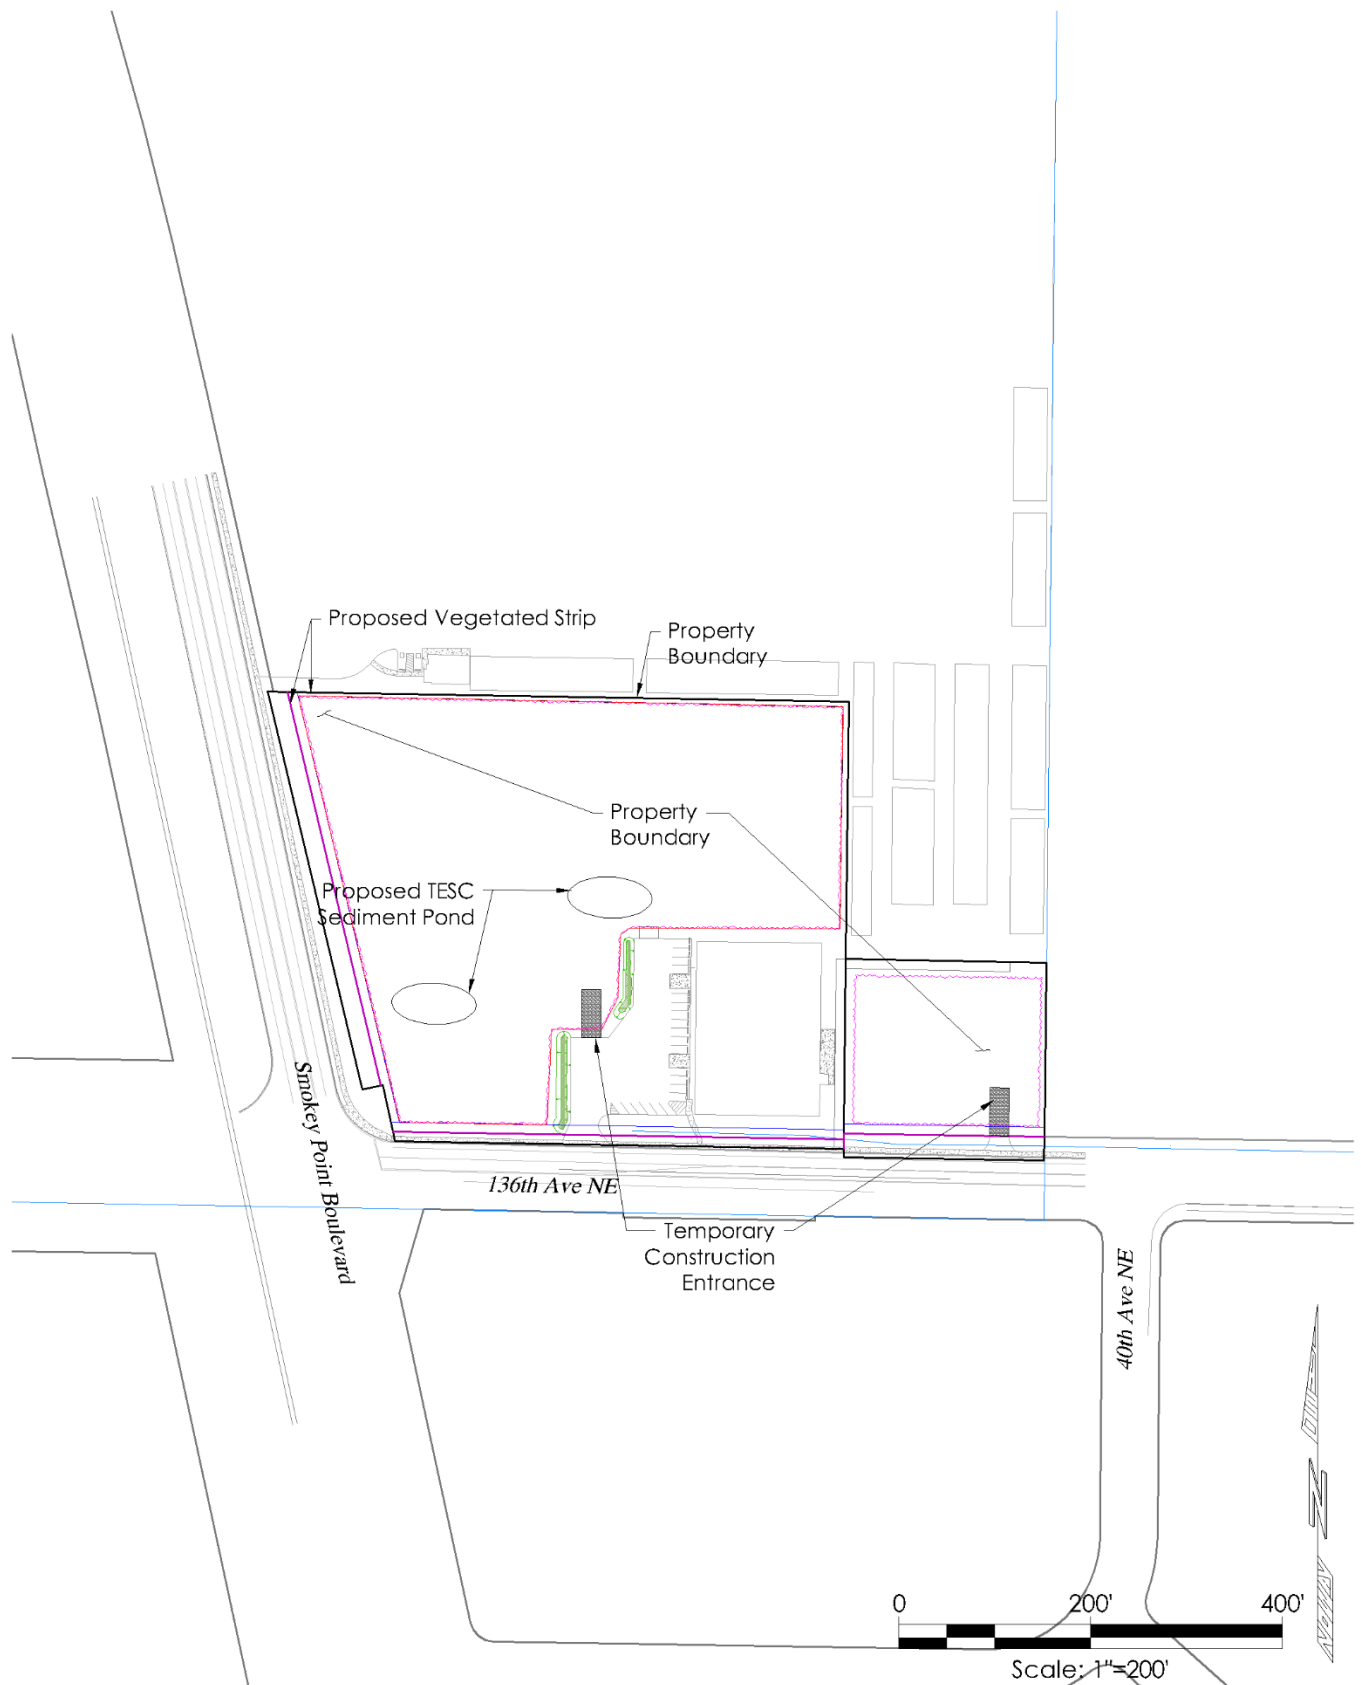 Proposed Vegetated Strip
Property
Boundary
Property
Boundary
Proposed TESC
Sediment Pond
Smokey Point Boulevard
136th Ave NE
Temporary
Construction
Entrance
40th Ave NE
N
0 200' 400'
Scale: 1"=200'